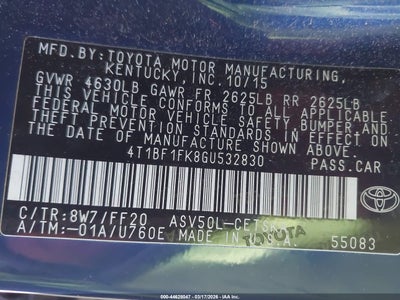 MFD. BY: TOYOTA MOTOR MANUFACTURING,
KENTUCKY, INC. 10/15
GVWR 4630LB GAWR FR 2625LB RR 2625LB
THIS VEHICLE CONFORMS TO ALL APPLICABLE
FEDERAL MOTOR VEHICLE SAFETY, BUMPER, AND
THEFT PREVENTION STANDARDS IN EFFECT ON
THE DATE OF MANUFACTURE SHOWN ABOVE.
4T1BF1FK8GU532830 PASS.CAR
TOYOTA
C/TR:8W7/FF20 ASV50L-
A/TM:-01A/U760E MADE IN U.S.A. 55083
TOYOTA
ID: 44628047 - 03/17/2026 - © IAA, Inc.